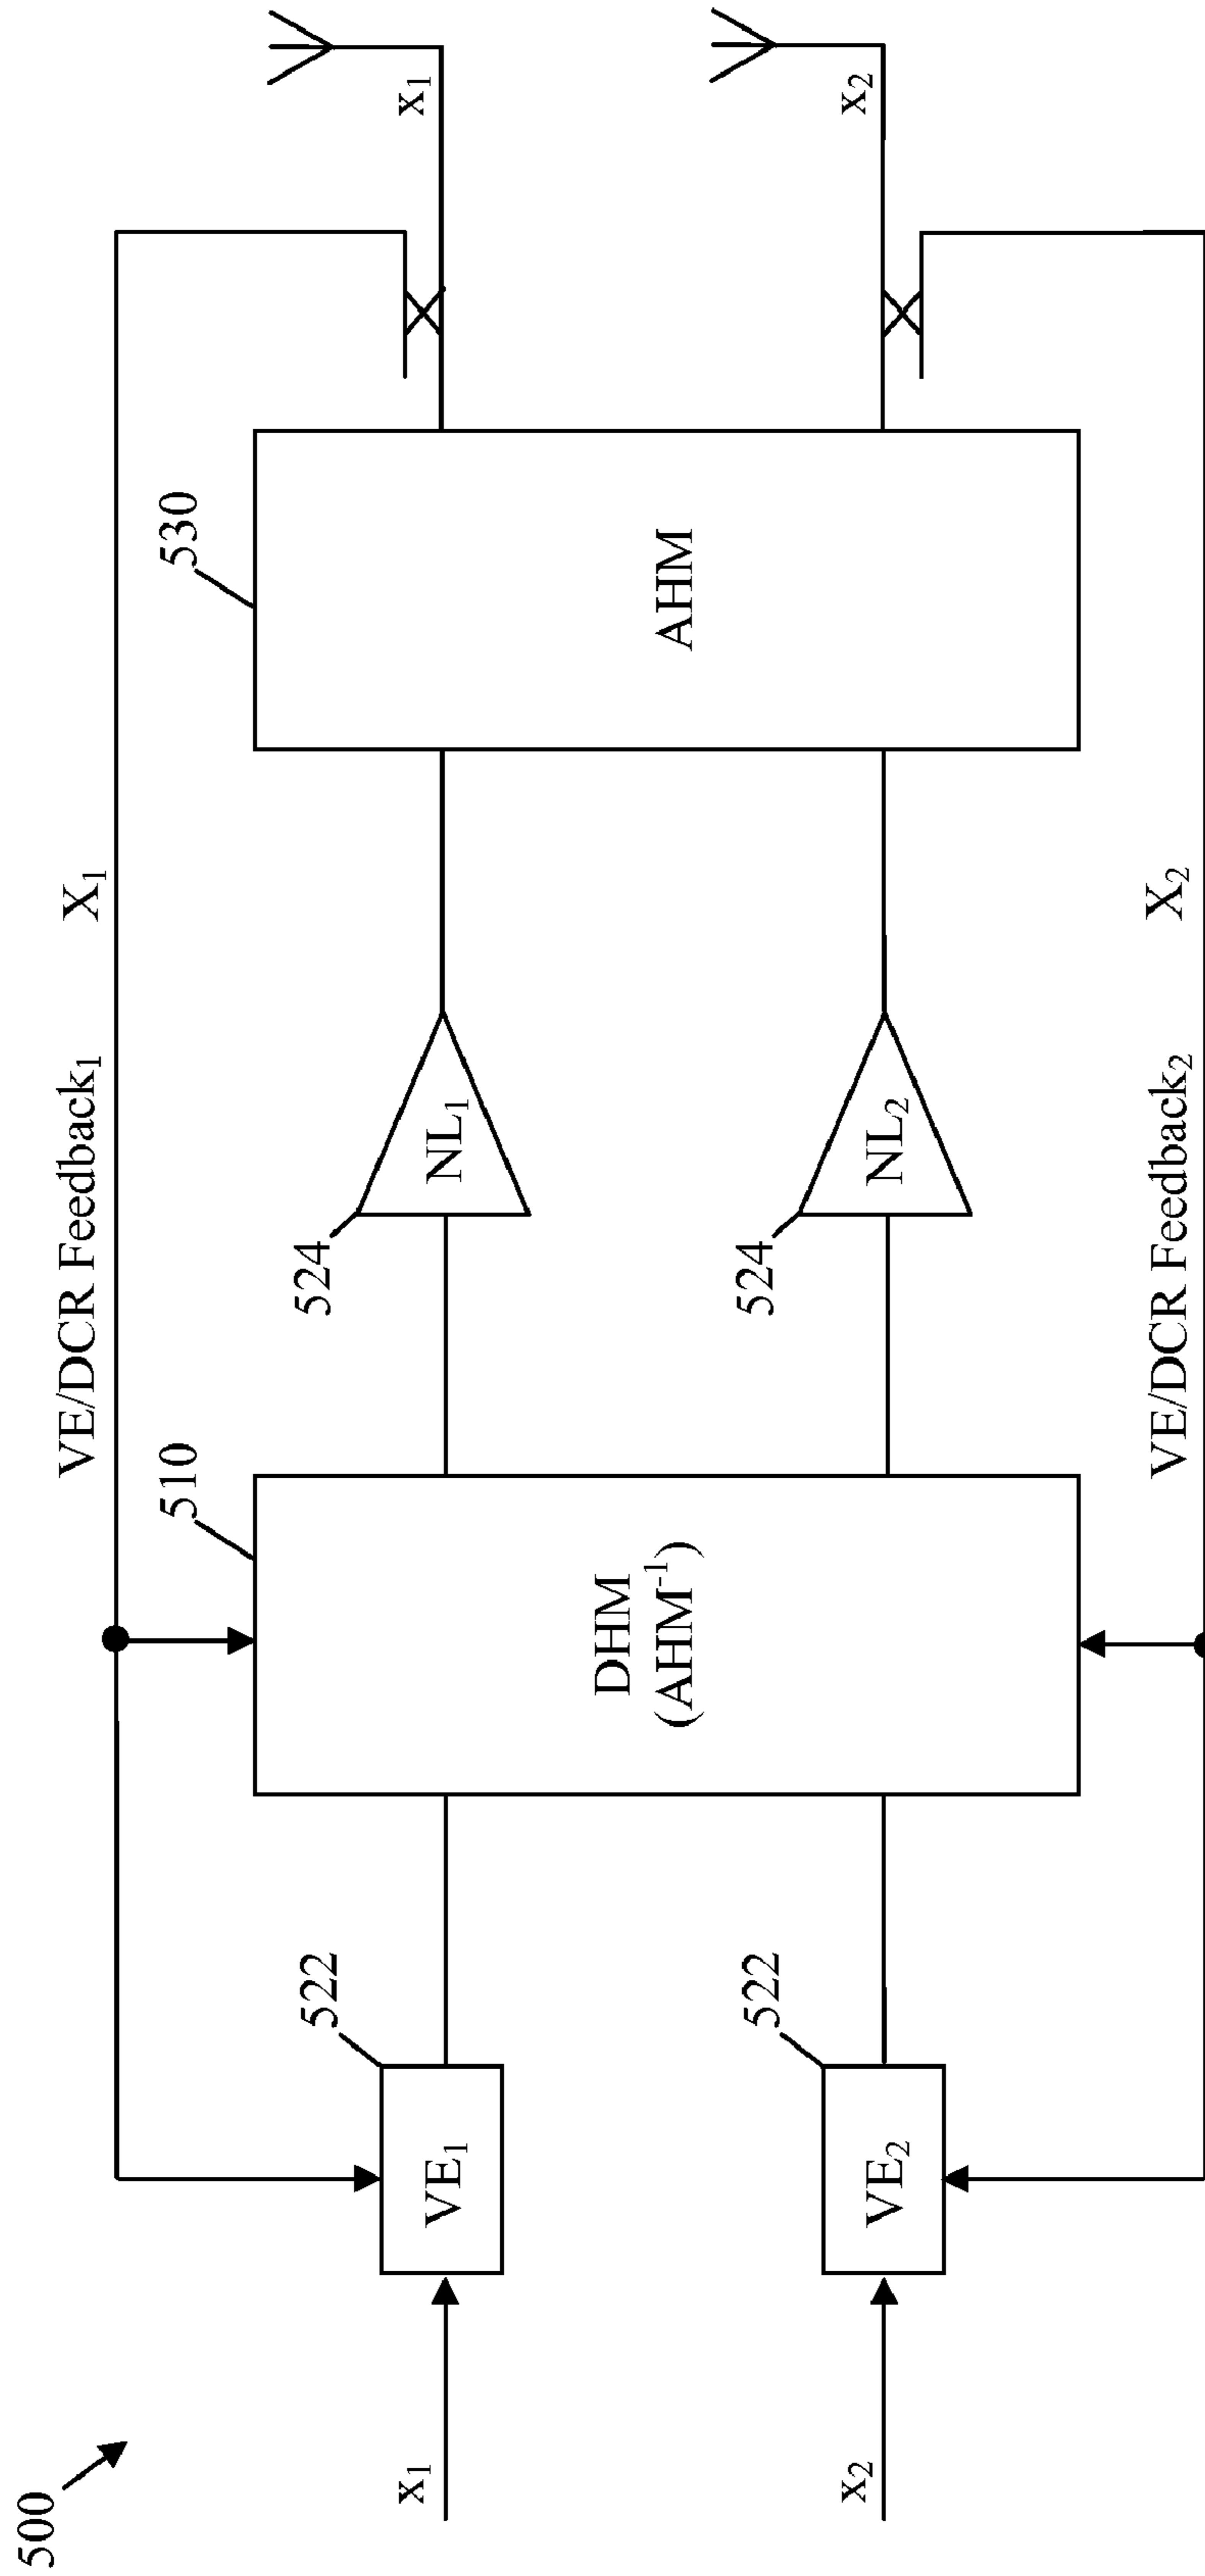 500
VE/DCR Feedback₁ X₁
510
530
522
524
x₁
VE₁
NL₁
x₁
DHM
(AHM⁻¹)
AHM
522
524
x₂
VE₂
NL₂
x₂
VE/DCR Feedback₂ X₂